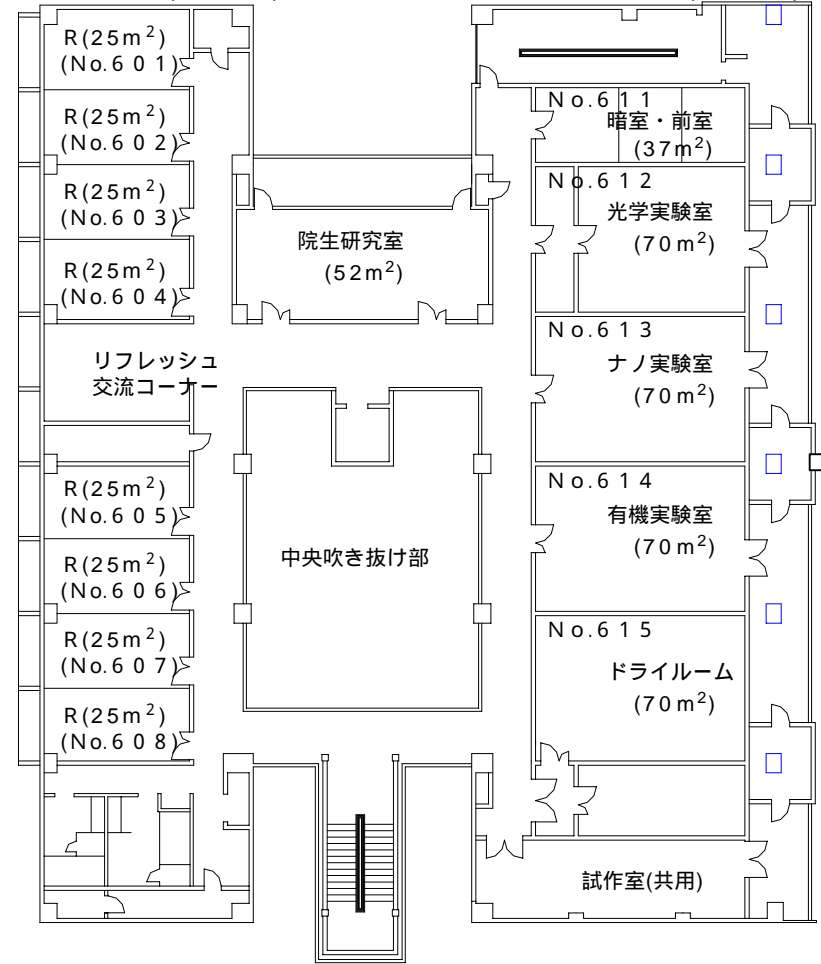 R(25m²)
(No.601)
R(25m²)
(No.602)
R(25m²)
(No.603)
R(25m²)
(No.604)
リフレッシュ
交流コーナー
R(25m²)
(No.605)
R(25m²)
(No.606)
R(25m²)
(No.607)
R(25m²)
(No.608)
院生研究室
(52m²)
中央吹き抜け部
No.611
暗室・前室
(37m²)
No.612
光学実験室
(70m²)
No.613
ナノ実験室
(70m²)
No.614
有機実験室
(70m²)
No.615
ドライルーム
(70m²)
試作室(共用)